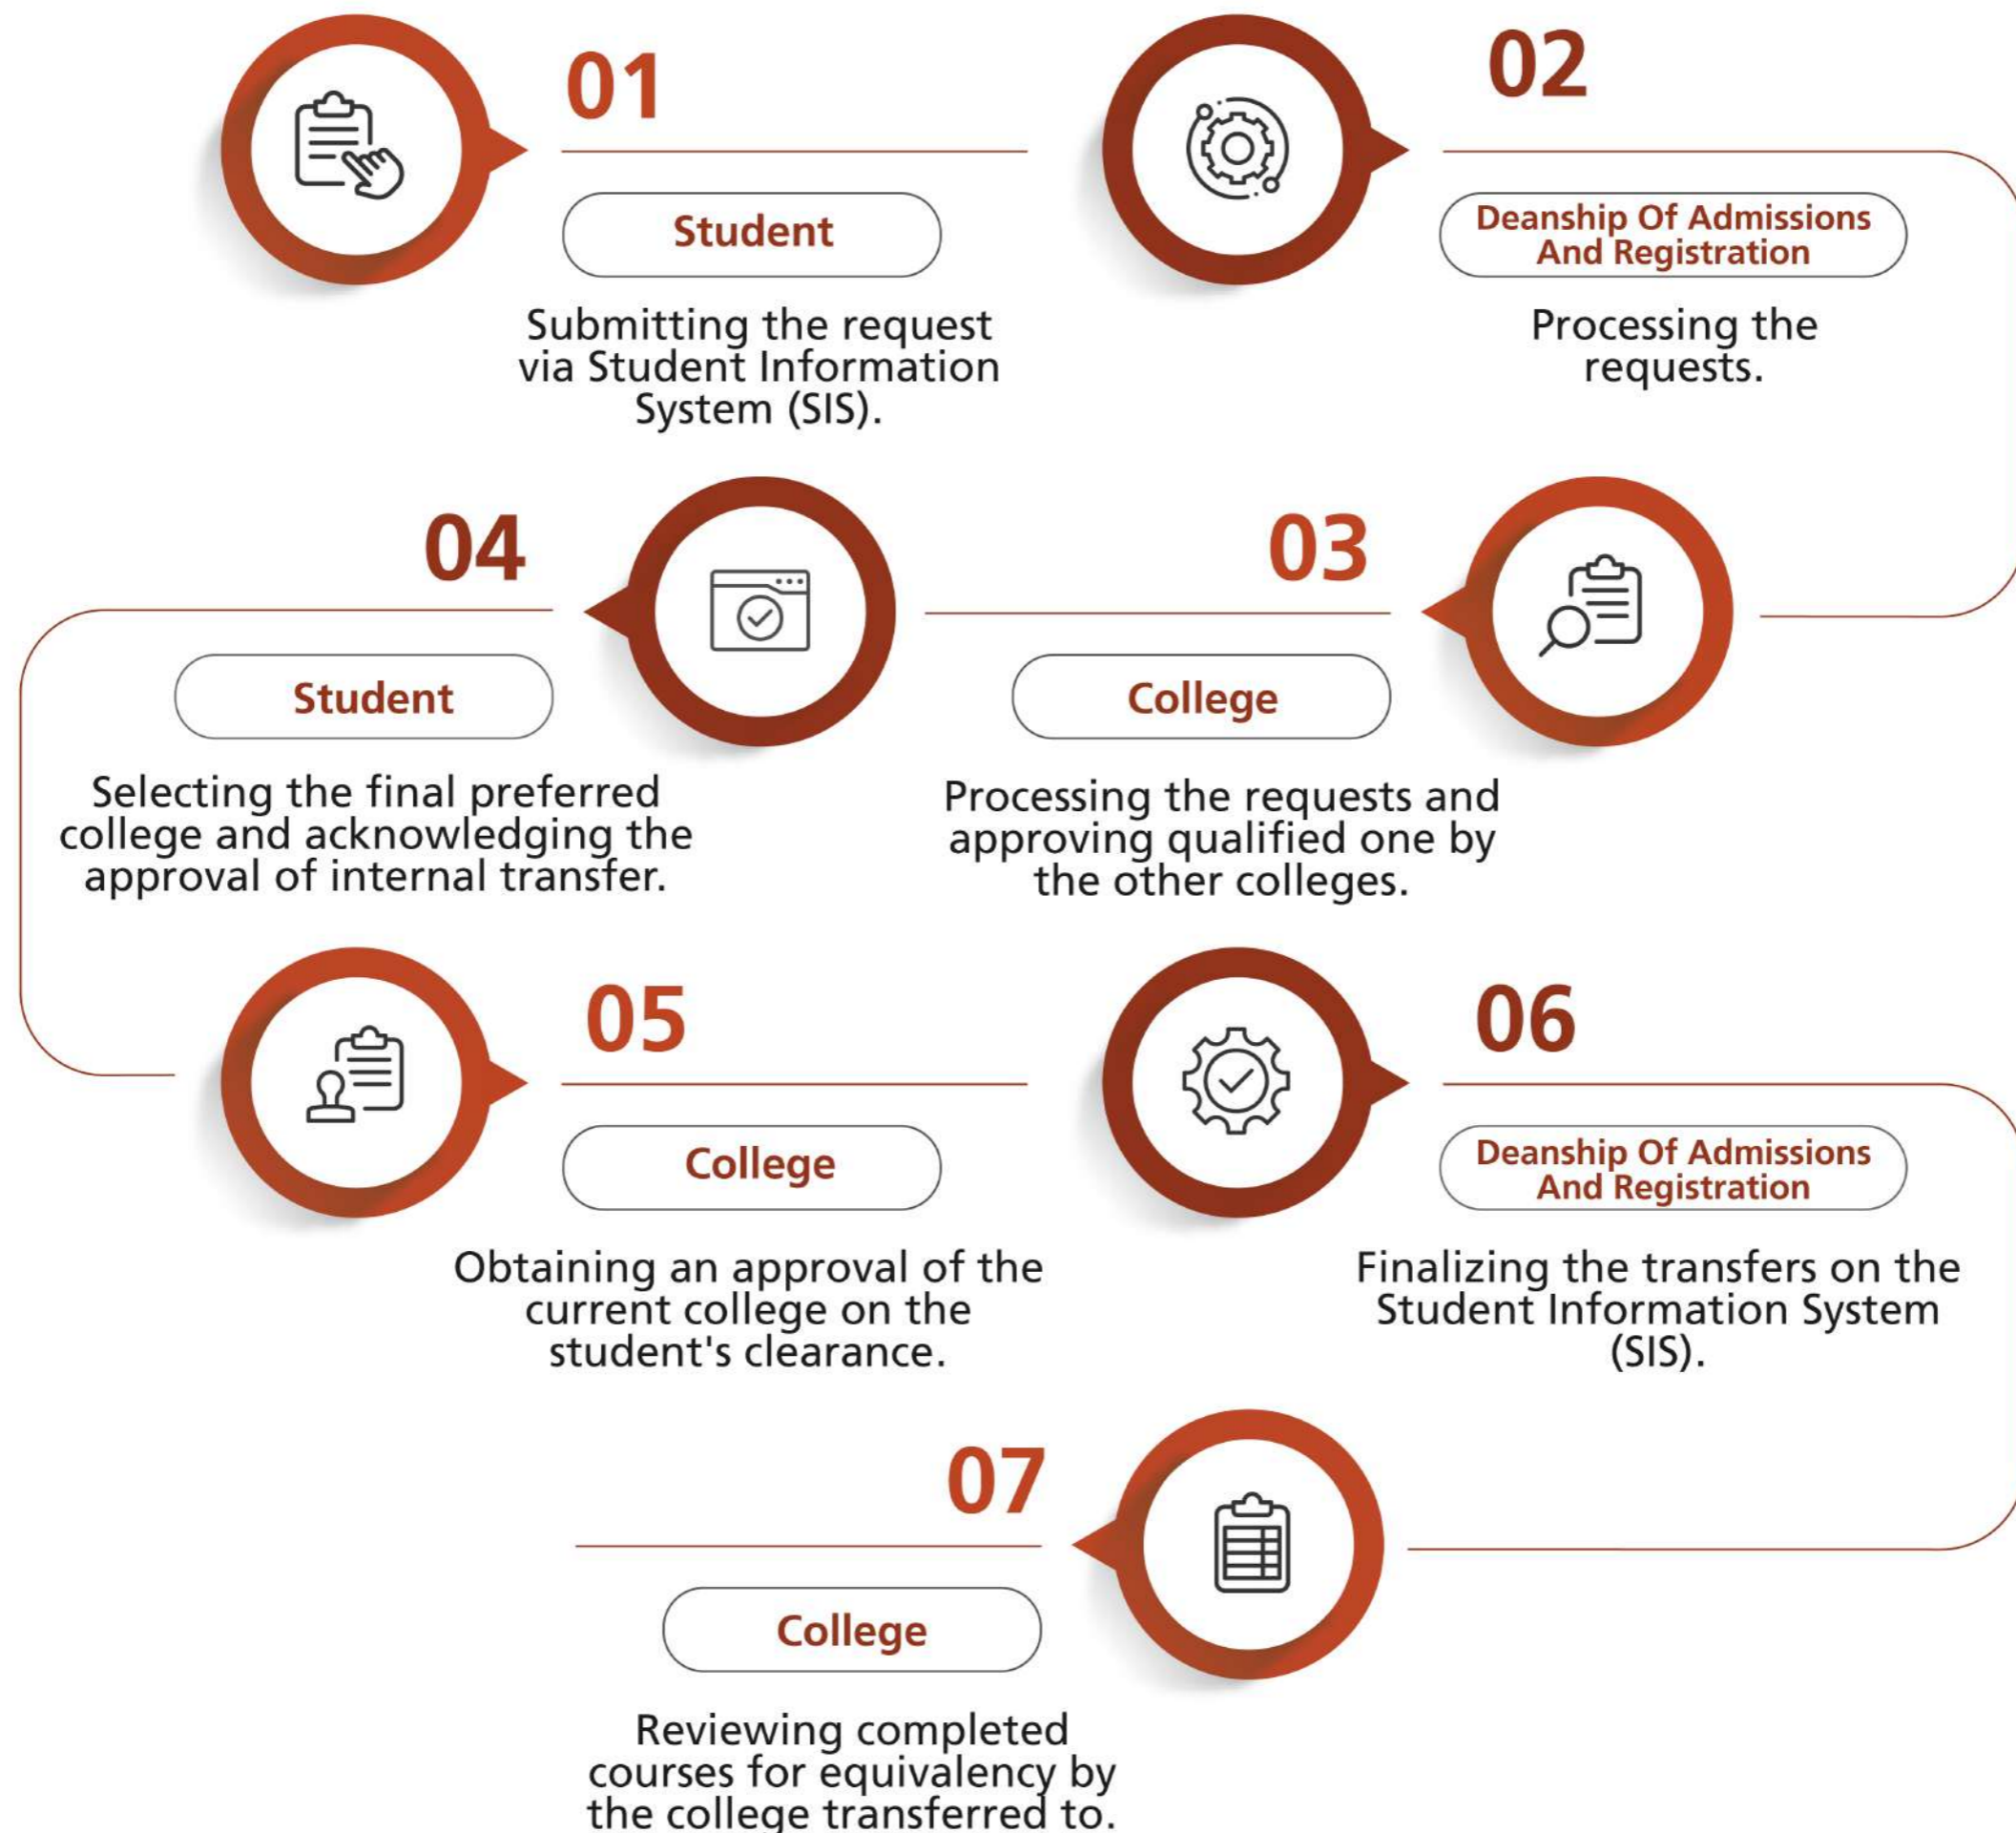 01
Student
Submitting the request
via Student Information
System (SIS).
02
Deanship Of Admissions
And Registration
Processing the
requests.
03
College
Processing the requests and
approving qualified one by
the other colleges.
04
Student
Selecting the final preferred
college and acknowledging the
approval of internal transfer.
05
College
Obtaining an approval of the
current college on the
student's clearance.
06
Deanship Of Admissions
And Registration
Finalizing the transfers on the
Student Information System
(SIS).
07
College
Reviewing completed
courses for equivalency by
the college transferred to.